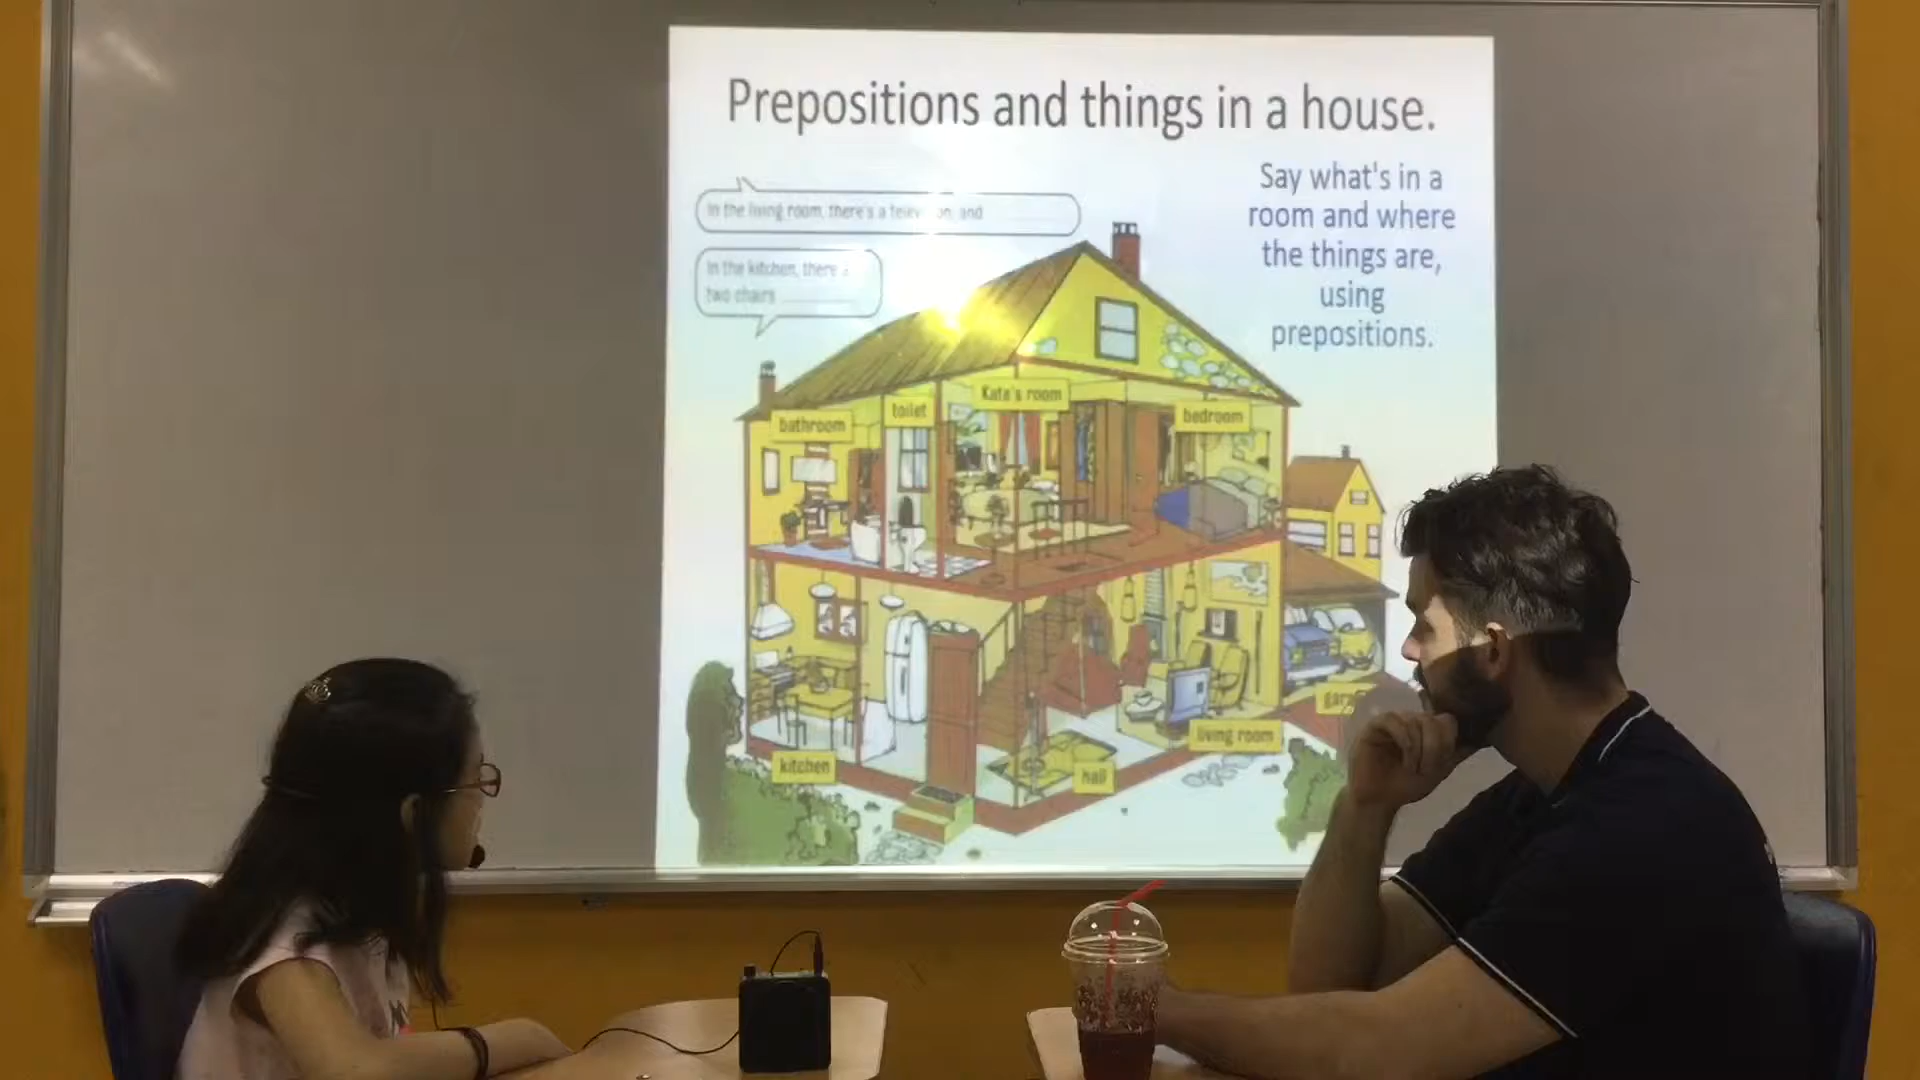 Prepositions and things in a house.
Say what's in a
room and where
the things are,
using
prepositions.
In the living room, there's a and
In the kitchen, there
two chairs
Kate's room
toilet
bathroom
bedroom
living room
kitchen
hall